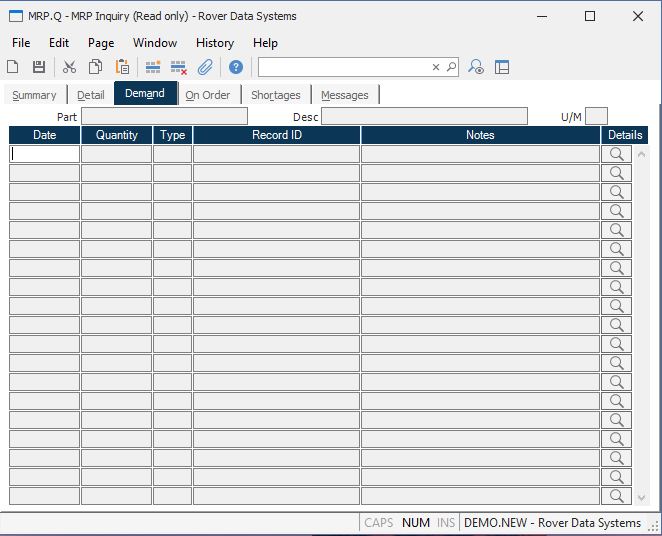 MRP.Q - MRP Inquiry (Read only) - Rover Data Systems
File Edit Page Window History Help
Summary Detail Demand On Order Shortages Messages
Part Desc U/M
Date Quantity Type Record ID Notes Details
CAPS NUM INS DEMO.NEW - Rover Data Systems